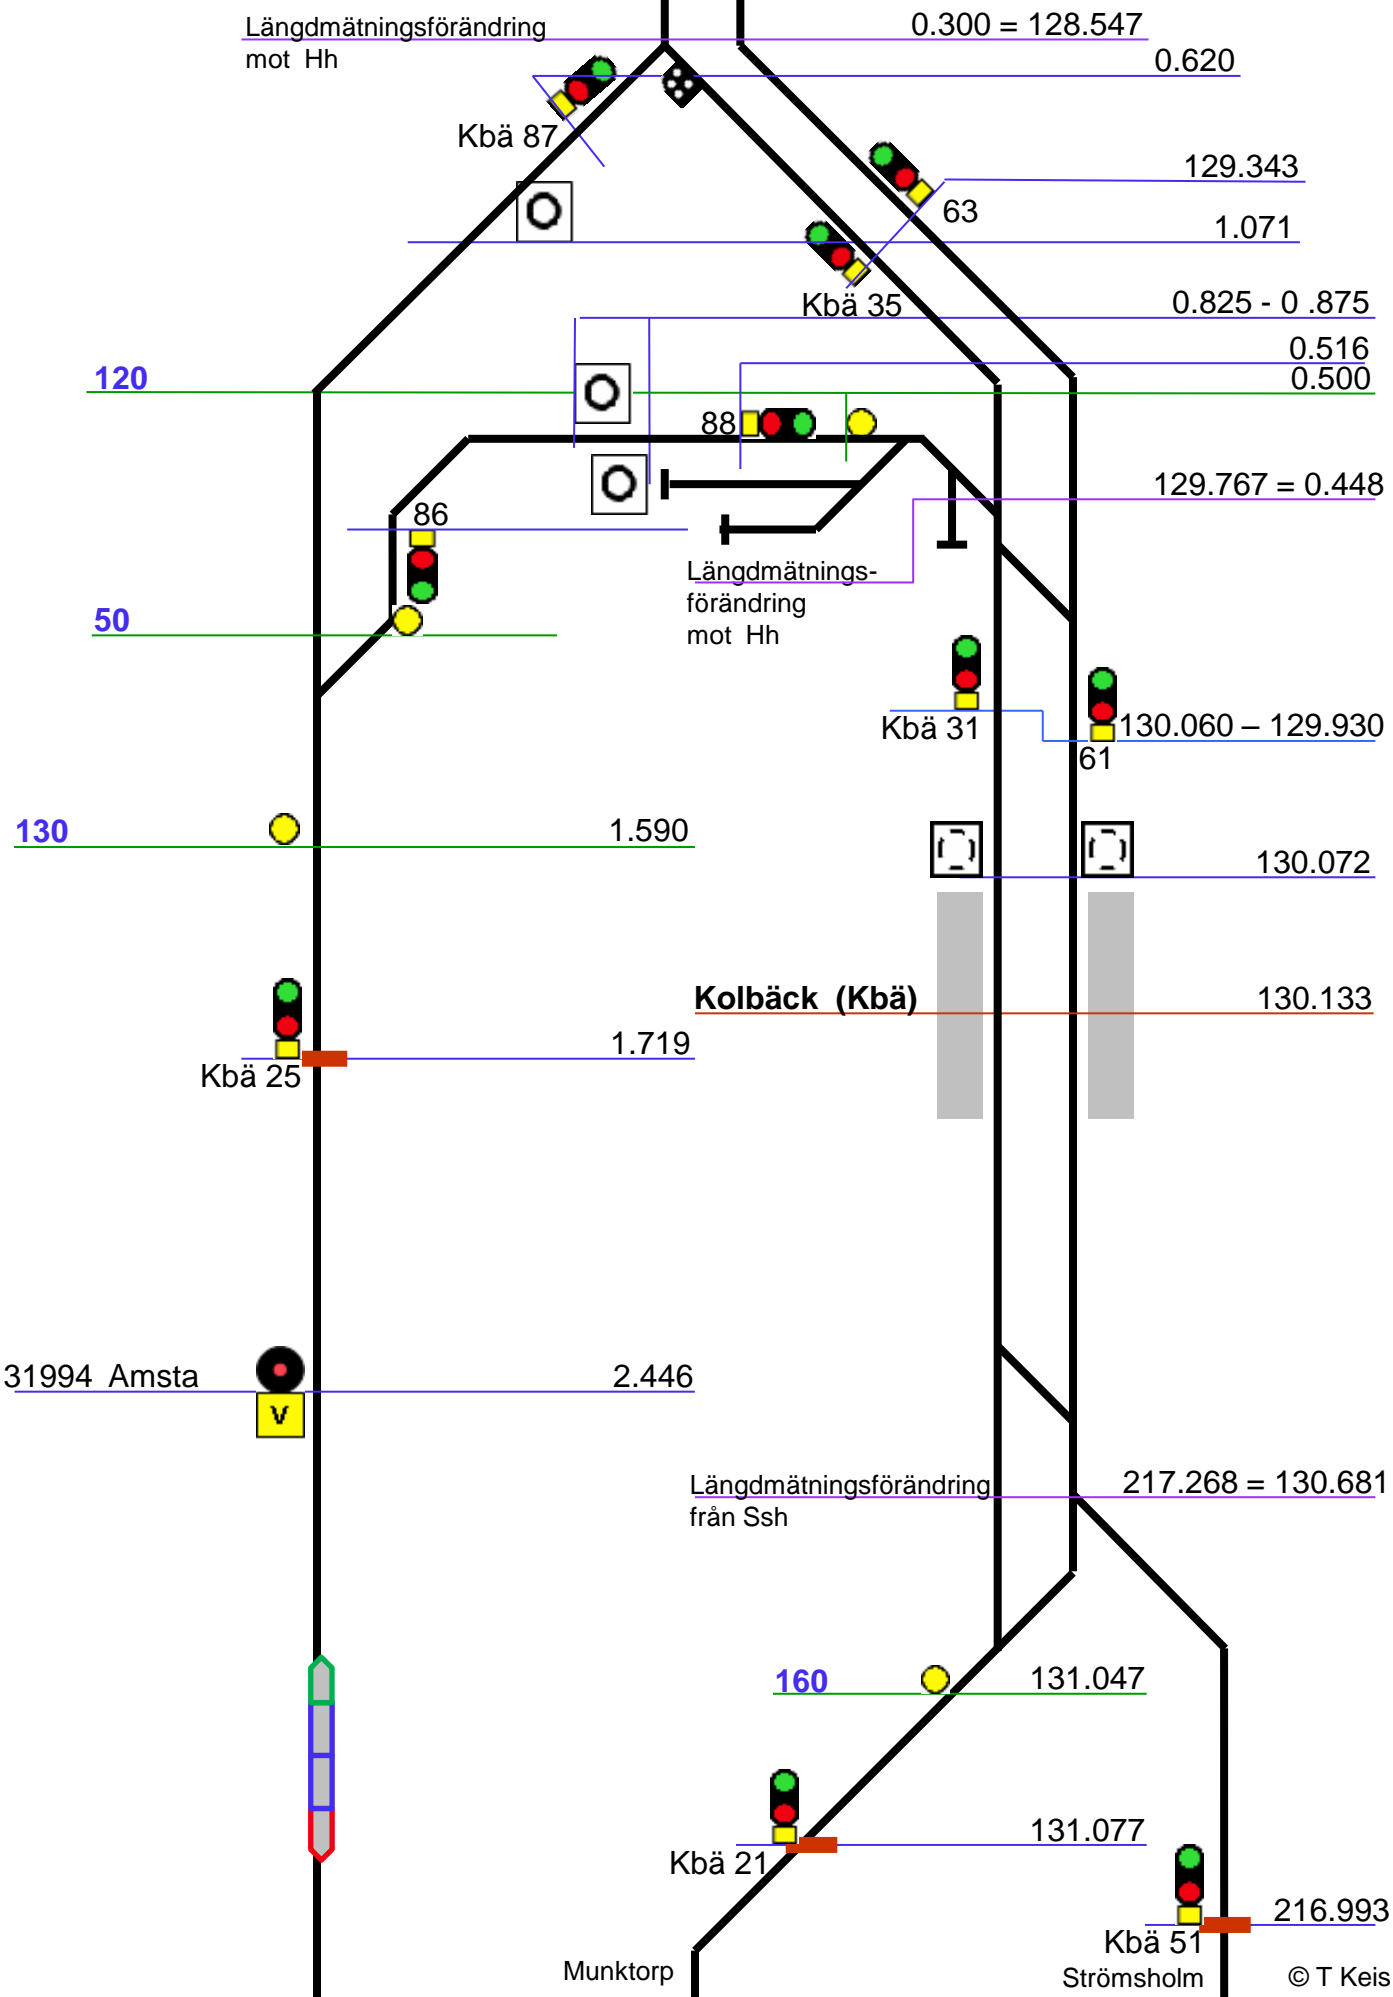 Längdmätningsförändring
mot Hh
0.300 = 128.547
0.620
Kbä 87
129.343
63
1.071
Kbä 35
0.825 - 0 .875
0.516
120
0.500
88
129.767 = 0.448
86
Längdmätnings-
förändring
mot Hh
50
Kbä 31
130.060 – 129.930
61
130
1.590
130.072
Kolbäck (Kbä)
130.133
1.719
Kbä 25
31994 Amsta
2.446
V
Längdmätningsförändring
från Ssh
217.268 = 130.681
160
131.047
131.077
Kbä 21
216.993
Kbä 51
Munktorp
Strömsholm
© T Keis